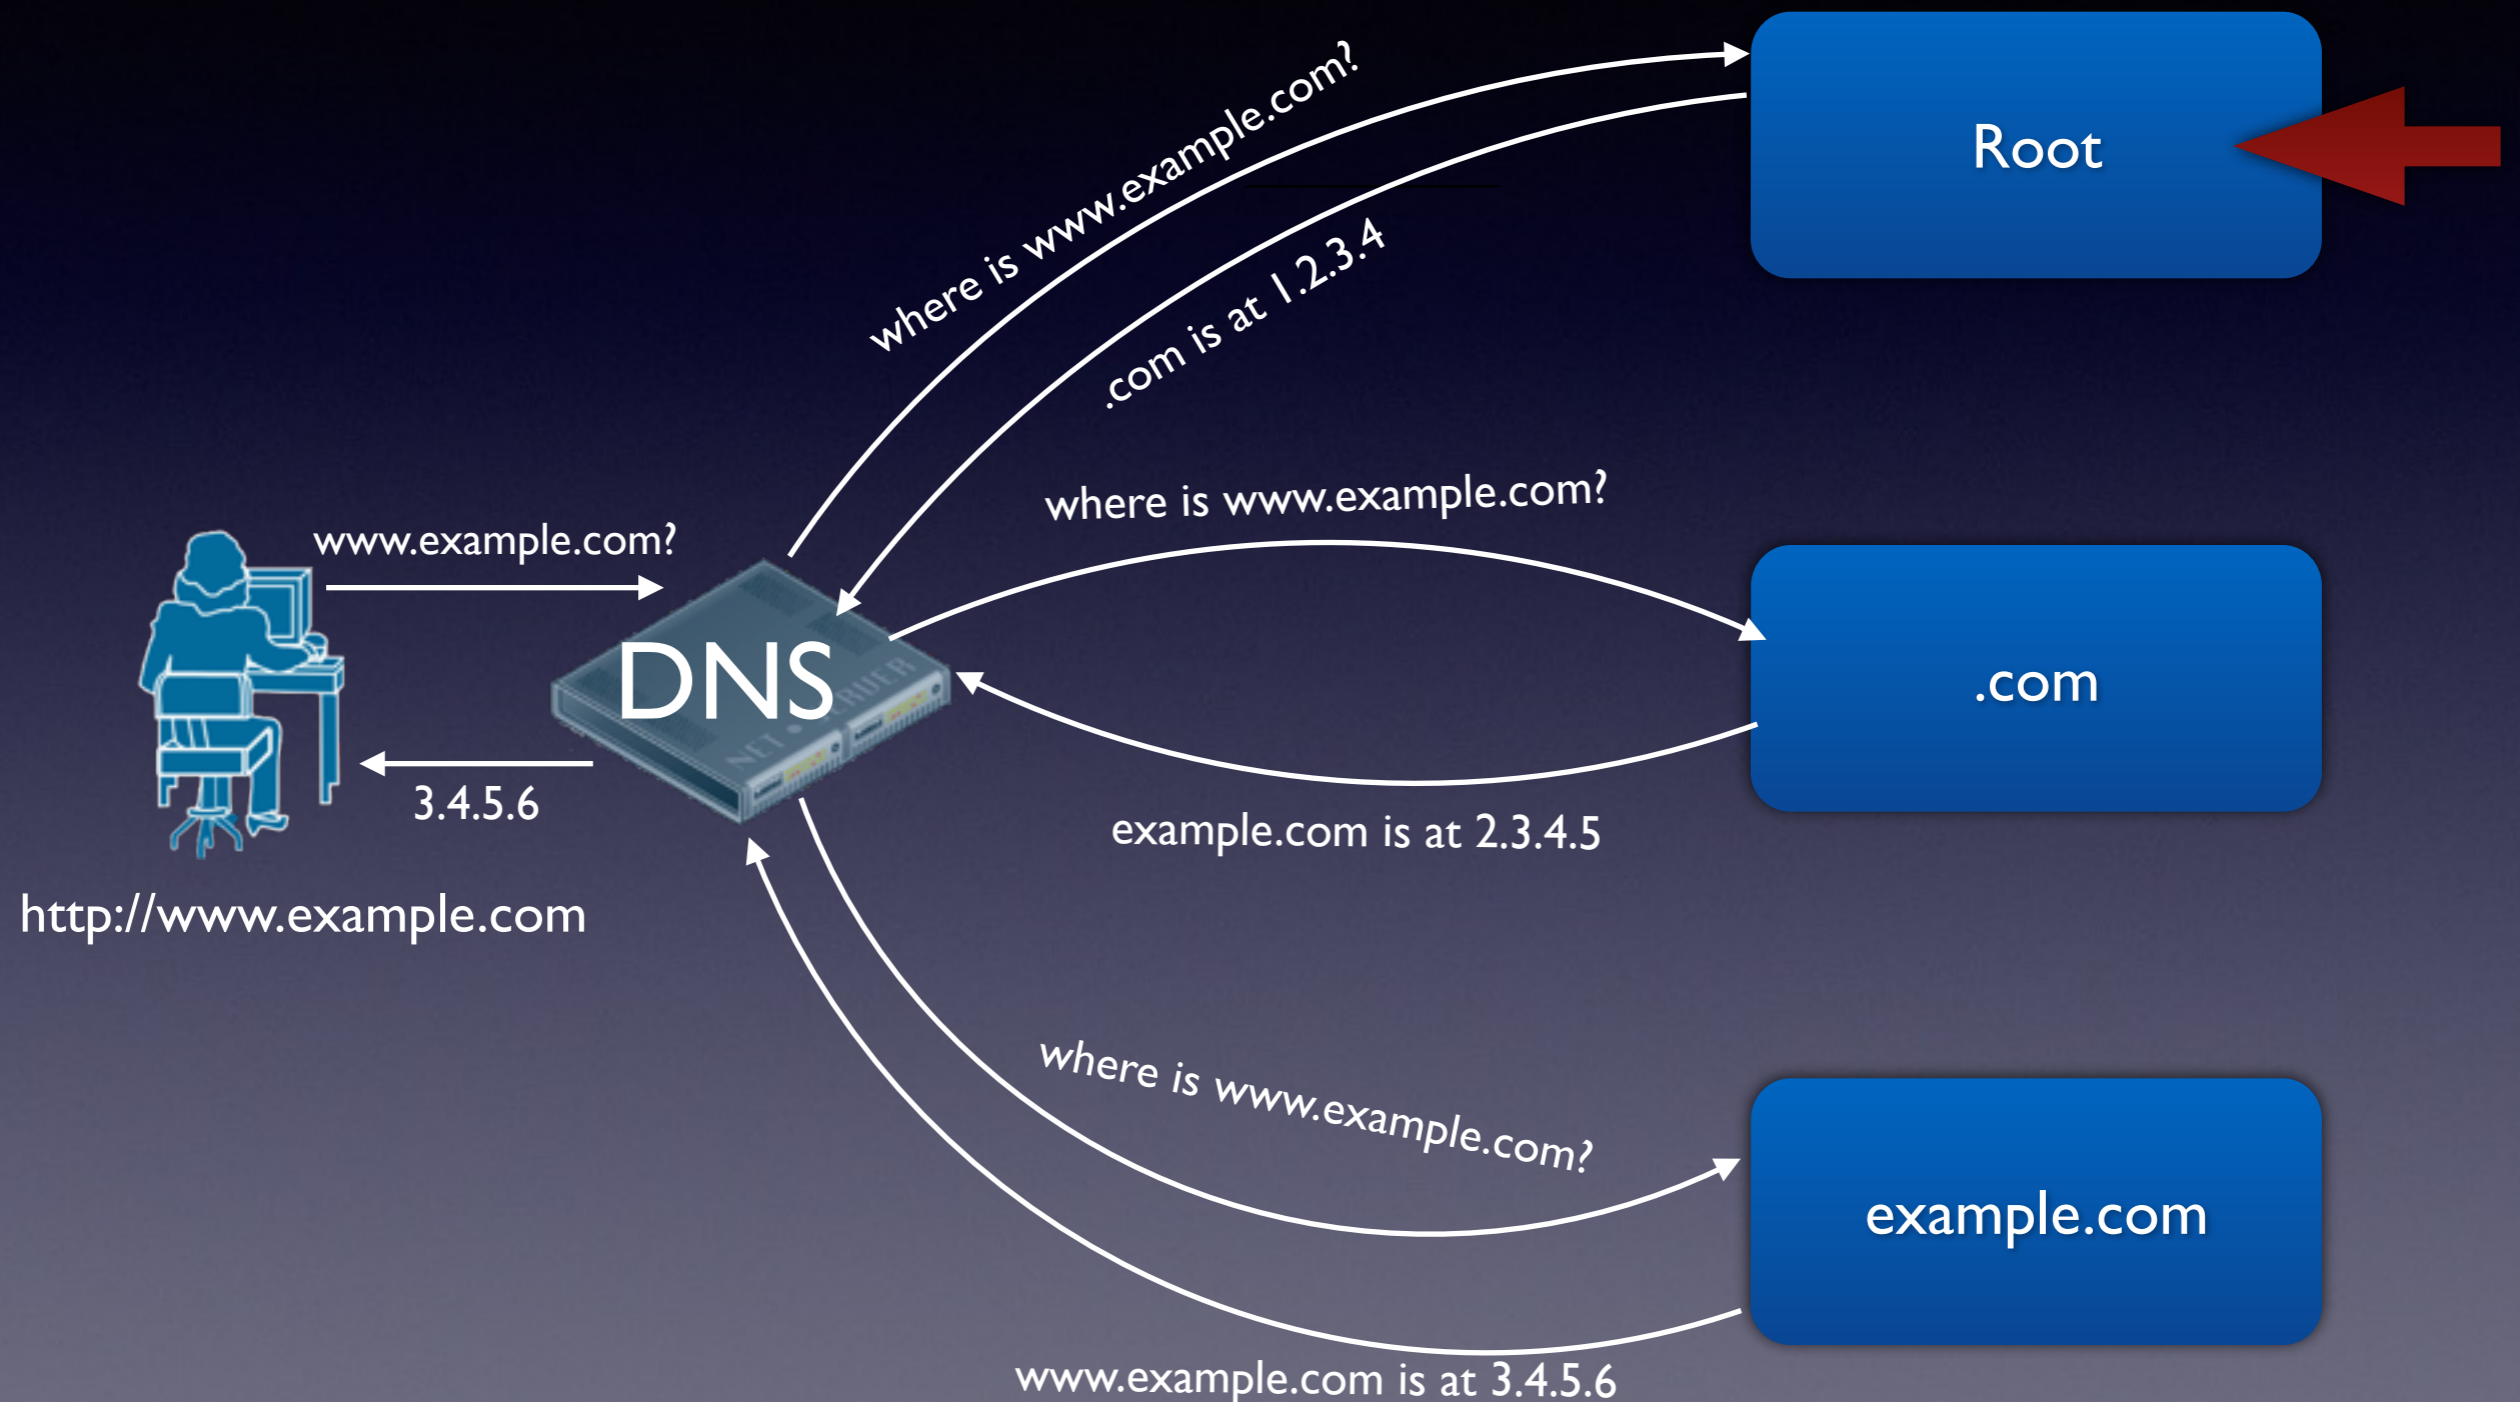 where is www.example.com?
Root
.com is at 1.2.3.4
where is www.example.com?
www.example.com?
DNS
NET • SERVER
.com
3.4.5.6
example.com is at 2.3.4.5
http://www.example.com
where is www.example.com?
example.com
www.example.com is at 3.4.5.6